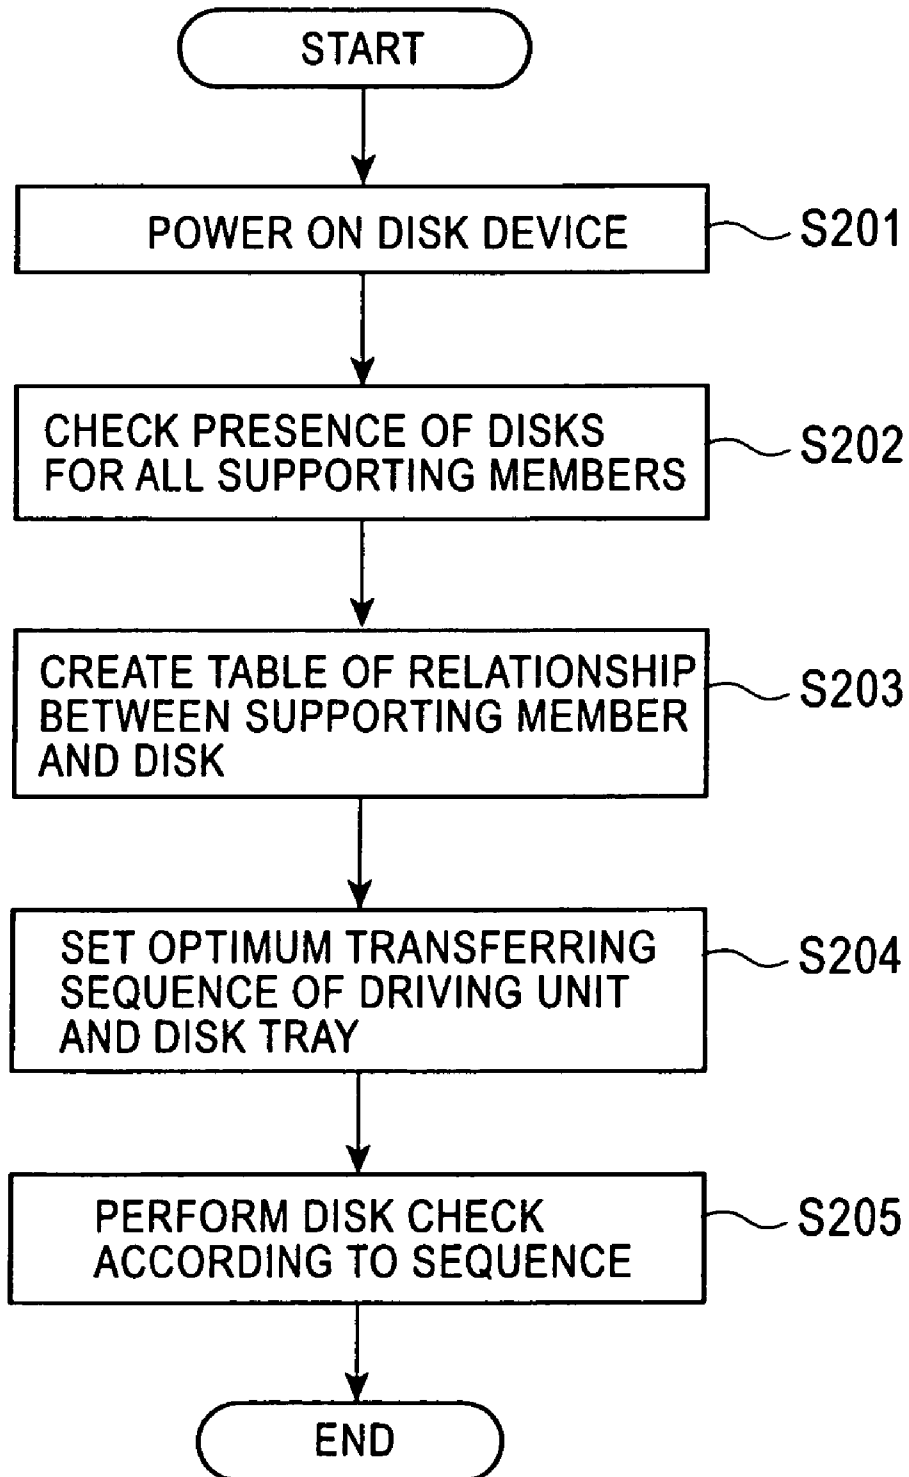 START
POWER ON DISK DEVICE
S201
CHECK PRESENCE OF DISKS
FOR ALL SUPPORTING MEMBERS
S202
CREATE TABLE OF RELATIONSHIP
BETWEEN SUPPORTING MEMBER
AND DISK
S203
SET OPTIMUM TRANSFERRING
SEQUENCE OF DRIVING UNIT
AND DISK TRAY
S204
PERFORM DISK CHECK
ACCORDING TO SEQUENCE
S205
END